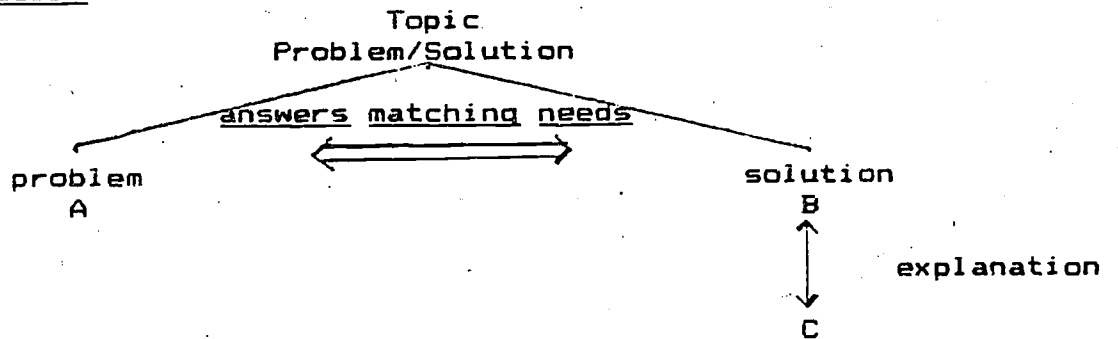 Topic
Problem/Solution
answers matching needs
problem
solution
A
B
explanation
C